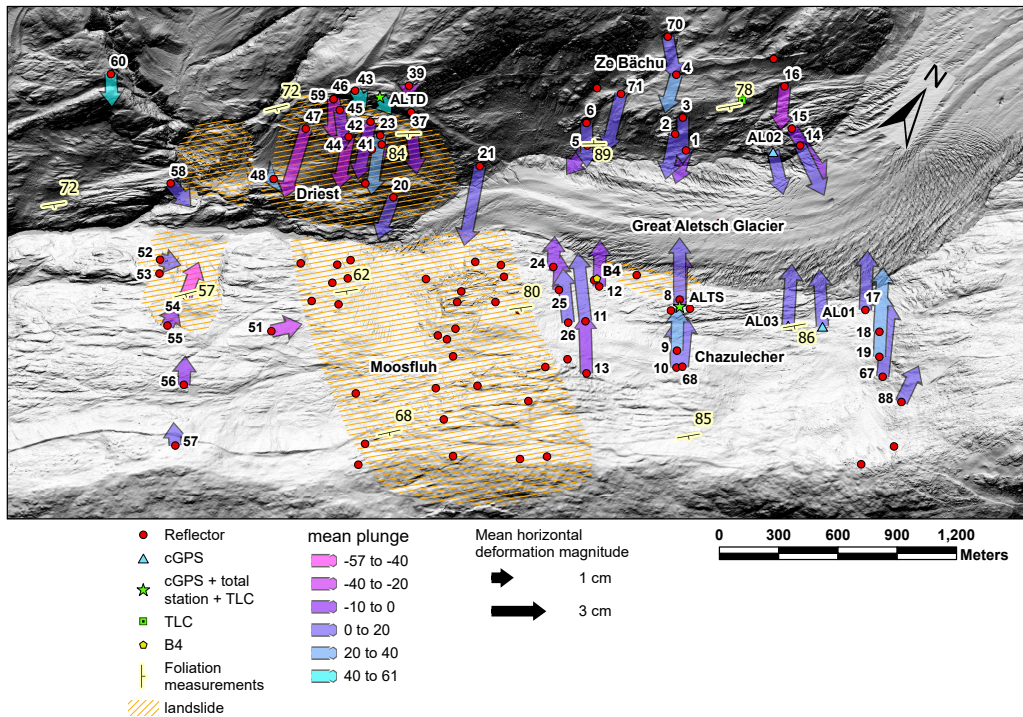 70
60
Ze Bächu
N
43
39
4
46
71
78
16
59
ALTD
72
45
6
3
47
42
23
37
2
15
5
1
AL02
14
44
41
84
89
21
58
48
Driest
20
72
Great Aletsch Glacier
52
24
B4
53
62
57
80
12
8
ALTS
17
54
25
AL03
AL01
55
51
26
11
86
18
9
Chazulecher
19
Moosfluh
56
13
10
68
67
88
68
85
57
Reflector
cGPS
cGPS + total
station + TLC
TLC
B4
Foliation
measurements
landslide
mean plunge
-57 to -40
-40 to -20
-10 to 0
0 to 20
20 to 40
40 to 61
Mean horizontal
deformation magnitude
1 cm
3 cm
0 300 600 900 1,200
Meters